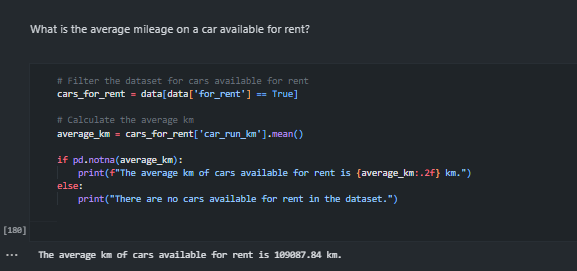 What is the average mileage on a car available for rent?
# Filter the dataset for cars available for rent
cars_for_rent = data[data['for_rent'] == True]
# Calculate the average km
average_km = cars_for_rent['car_run_km'].mean()
if pd.notna(average_km):
    print(f"The average km of cars available for rent is {average_km:.2f} km.")
else:
    print("There are no cars available for rent in the dataset.")
[180]
... The average km of cars available for rent is 109087.84 km.